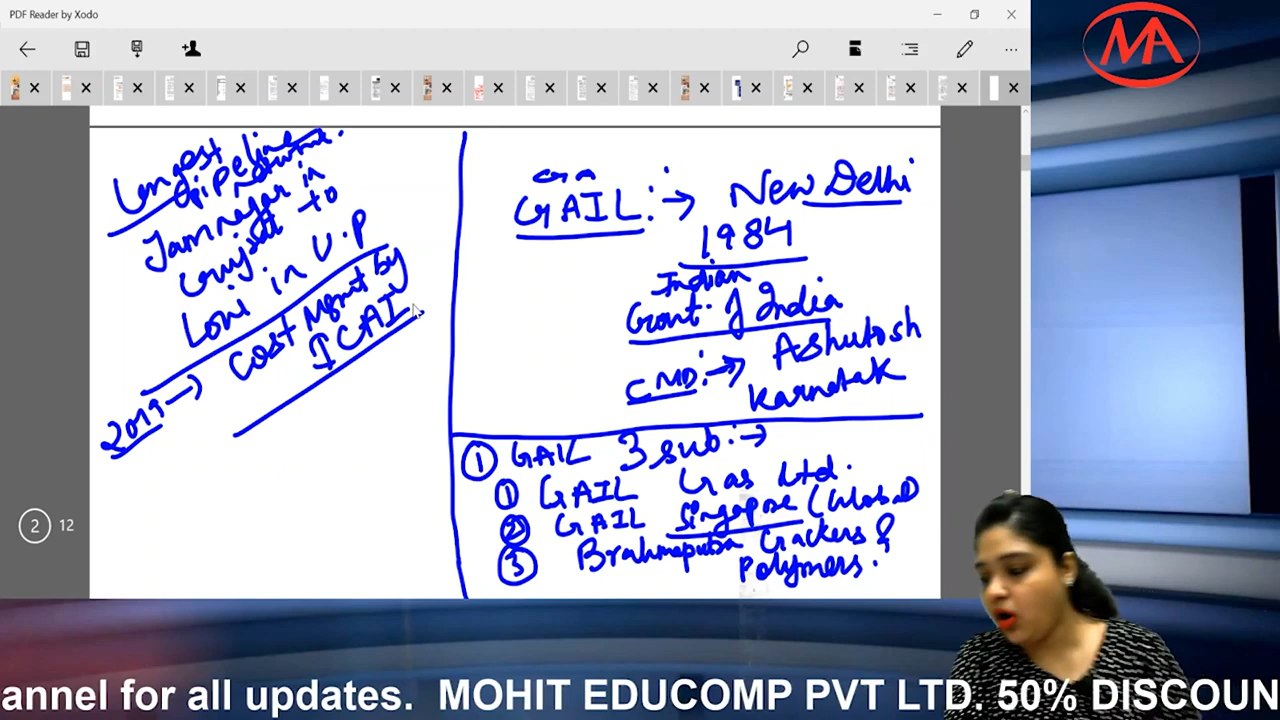 PDF Reader by Xodo
MA
Longest
Pipeline network
Jamnagar in
Gujrat to
Loni in U.P
2019 → Cost Mgmt by
ICAI
GAIL :→ New Delhi
1984
Indian
Govt. of India
CMD :→ Ashutosh
Karnatak
① GAIL 3 sub :→
① GAIL Gas Ltd.
② GAIL Singapore (Global)
③ Brahmaputra Crackers &
Polymers.
2 12
annel for all updates. MOHIT EDUCOMP PVT LTD. 50% DISCOUN